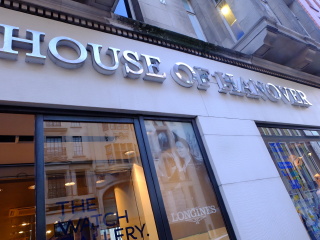 HOUSE OF HANOVER
THE
WATCH
GALLERY.
LONGINES